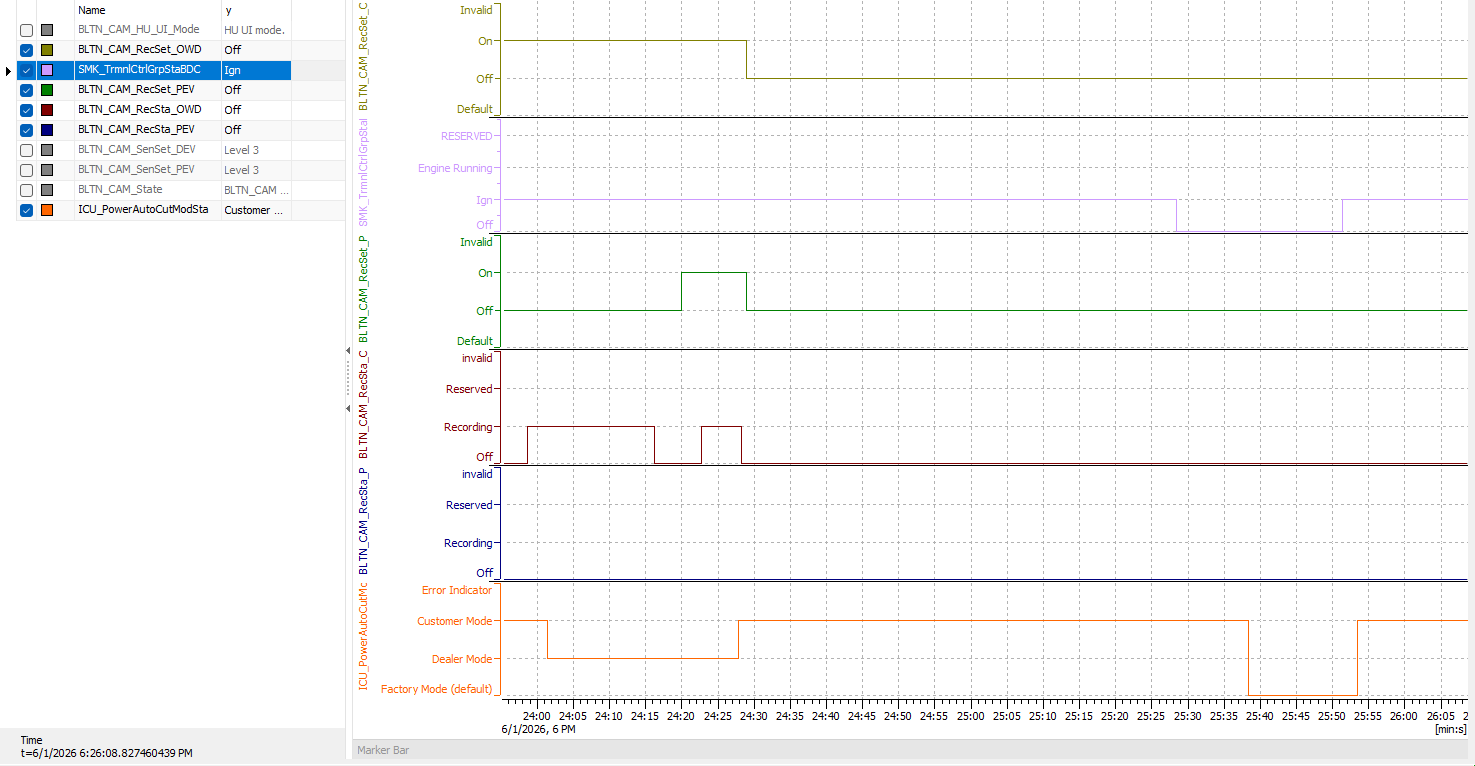 Name y
BLTN_CAM_HU_UI_Mode HU UI mode.
BLTN_CAM_RecSet_OWD Off
SMK_TrmnlCtrlGrpStaBDC Ign
BLTN_CAM_RecSet_PEV Off
BLTN_CAM_RecSta_OWD Off
BLTN_CAM_RecSta_PEV Off
BLTN_CAM_SenSet_DEV Level 3
BLTN_CAM_SenSet_PEV Level 3
BLTN_CAM_State BLTN_CAM ...
ICU_PowerAutoCutModSta Customer ...
Time
t=6/1/2026 6:26:08.827460439 PM
BLTN_CAM_RecSet_C
Invalid
On
Off
Default
SMK_TrmnlCtrlGrpStal
RESERVED
Engine Running
Ign
Off
BLTN_CAM_RecSet_P
Invalid
On
Off
Default
BLTN_CAM_RecSta_C
invalid
Reserved
Recording
Off
BLTN_CAM_RecSta_P
invalid
Reserved
Recording
Off
ICU_PowerAutoCutMc
Error Indicator
Customer Mode
Dealer Mode
Factory Mode (default)
24:00 24:05 24:10 24:15 24:20 24:25 24:30 24:35 24:40 24:45 24:50 24:55 25:00 25:05 25:10 25:15 25:20 25:25 25:30 25:35 25:40 25:45 25:50 25:55 26:00 26:05 2
6/1/2026, 6 PM [min:s]
Marker Bar